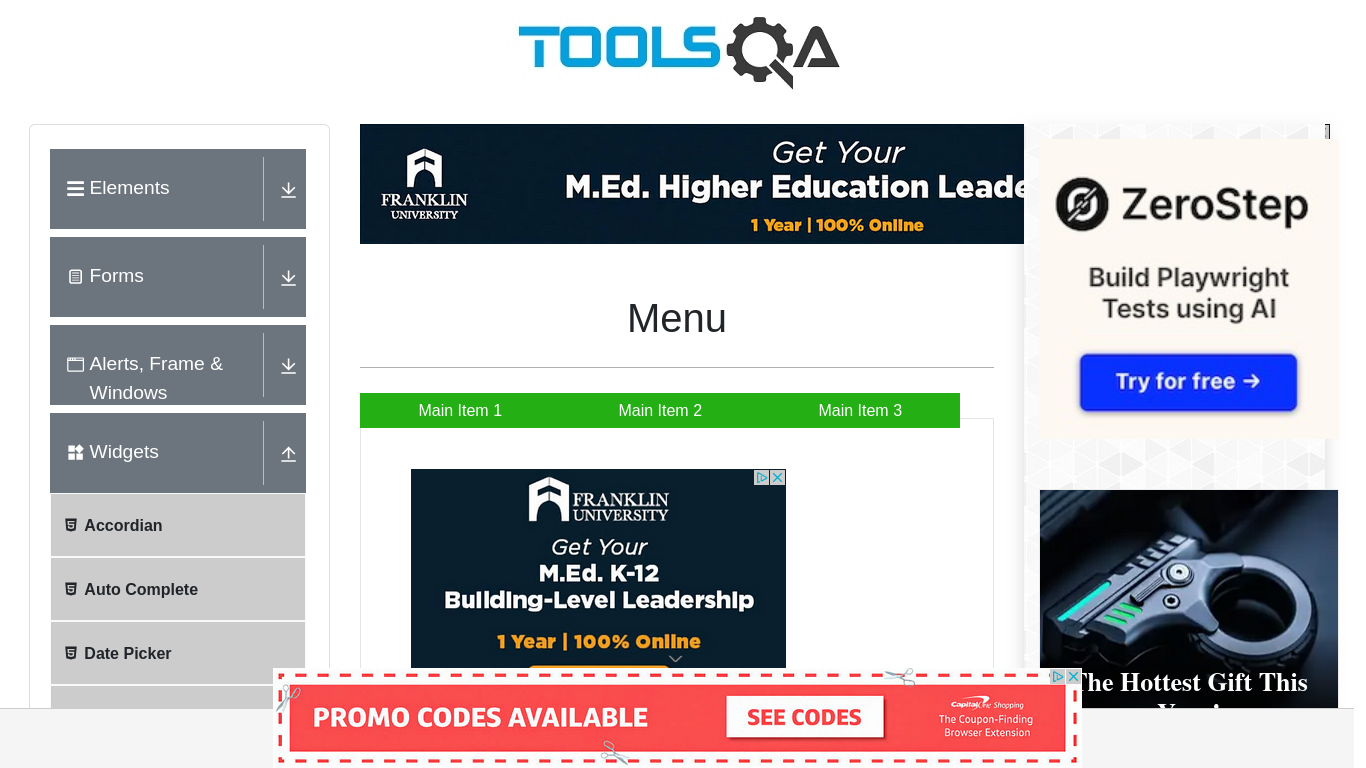 TOOLSQA
Elements
Forms
Alerts, Frame &
Windows
Widgets
Accordian
Auto Complete
Date Picker
FRANKLIN
UNIVERSITY
Get Your
M.Ed. Higher Education Leade
1 Year | 100% Online
Menu
Main Item 1
Main Item 2
Main Item 3
FRANKLIN
UNIVERSITY
Get Your
M.Ed. K-12
Building-Level Leadership
1 Year | 100% Online
ZeroStep
Build Playwright
Tests using AI
Try for free →
The Hottest Gift This
PROMO CODES AVAILABLE
SEE CODES
Capital One Shopping
The Coupon-Finding
Browser Extension